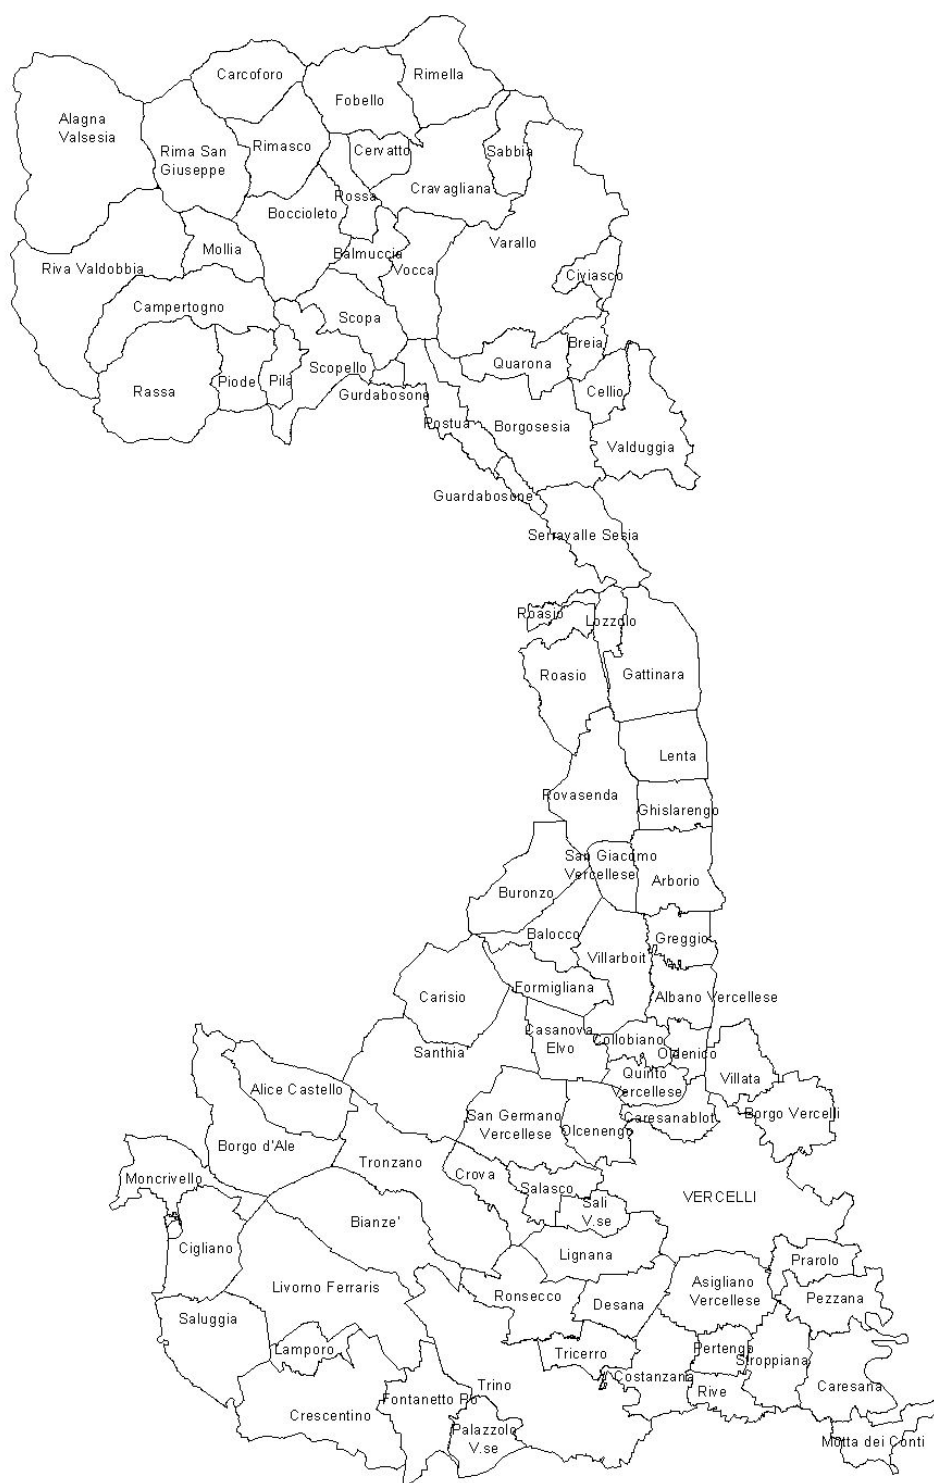 Carcoforo
Rimella
Fobello
Alagna
Valsesia
Rima San
Giuseppe
Rimasco
Cervatto
Sabbia
Cravagliana
Rossa
Boccioleto
Mollia
Balmuccia
Varallo
Riva Valdobbia
Vocca
Civiasco
Campertogno
Scopa
Breia
Quarona
Scopello
Rassa
Piode
Pila
Gurdabosone
Cellio
Postua
Borgosesia
Valduggia
Guardabosone
Serravalle Sesia
Roasio
Lozzolo
Roasio
Gattinara
Lenta
Rovasenda
Ghislarengo
San Giacomo
Vercellese
Arborio
Buronzo
Balocco
Greggio
Villarboit
Formigliana
Carisio
Albano Vercellese
Casanova
Elvo
Collobiano
Oldenico
Santhia
Quinto
Vercellese
Villata
Alice Castello
San Germano
Vercellese
Olcenengo
Caresanablot
Borgo Vercelli
Borgo d'Ale
Tronzano
Crova
Moncrivello
Salasco
Sali
V.se
VERCELLI
Bianze'
Cigliano
Lignana
Prarolo
Livorno Ferraris
Ronsecco
Desana
Asigliano
Vercellese
Pezzana
Saluggia
Lamporo
Tricerro
Pertengo
Stroppiana
Costanzana
Trino
Rive
Caresana
Fontanetto Po
Crescentino
Palazzolo
V.se
Motta dei Conti